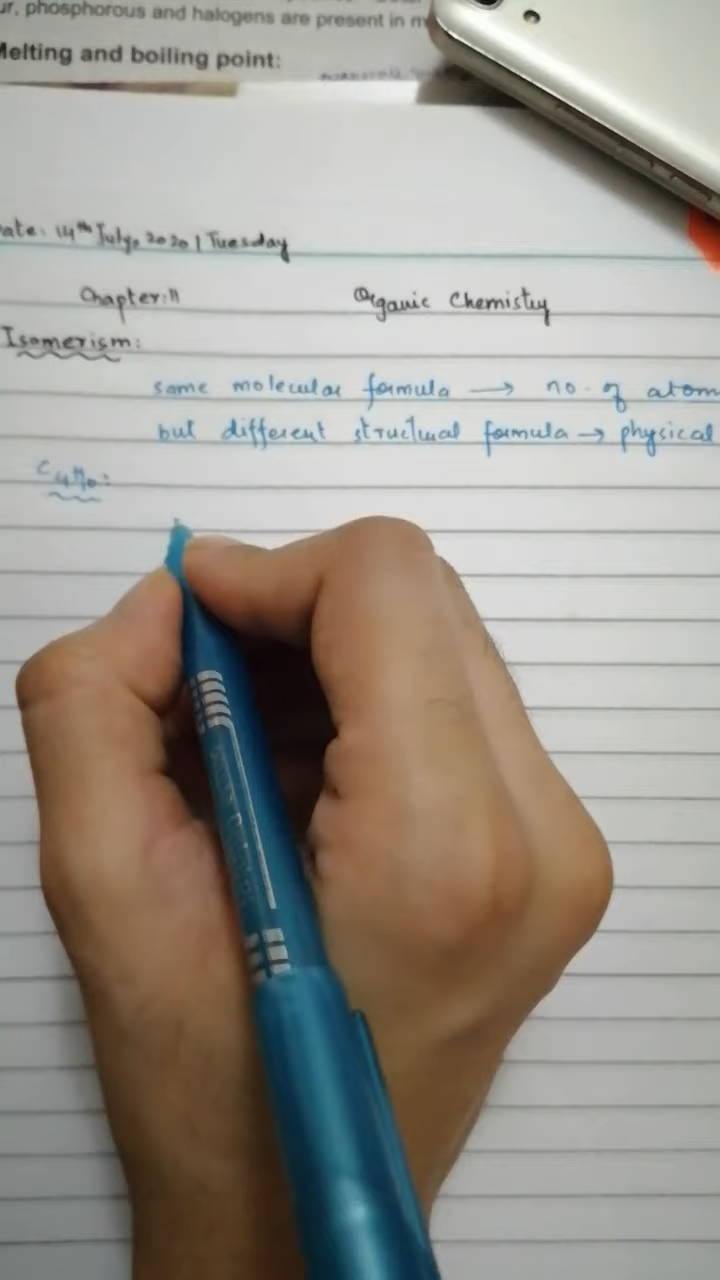 ur, phosphorous and halogens are present in m
Melting and boiling point:
ate: 14th July, 2020 | Tuesday
Chapter: 11 Organic Chemistry
Isomerism:
same molecular formula → no. of atom
but different structural formula → physical
C4H10: